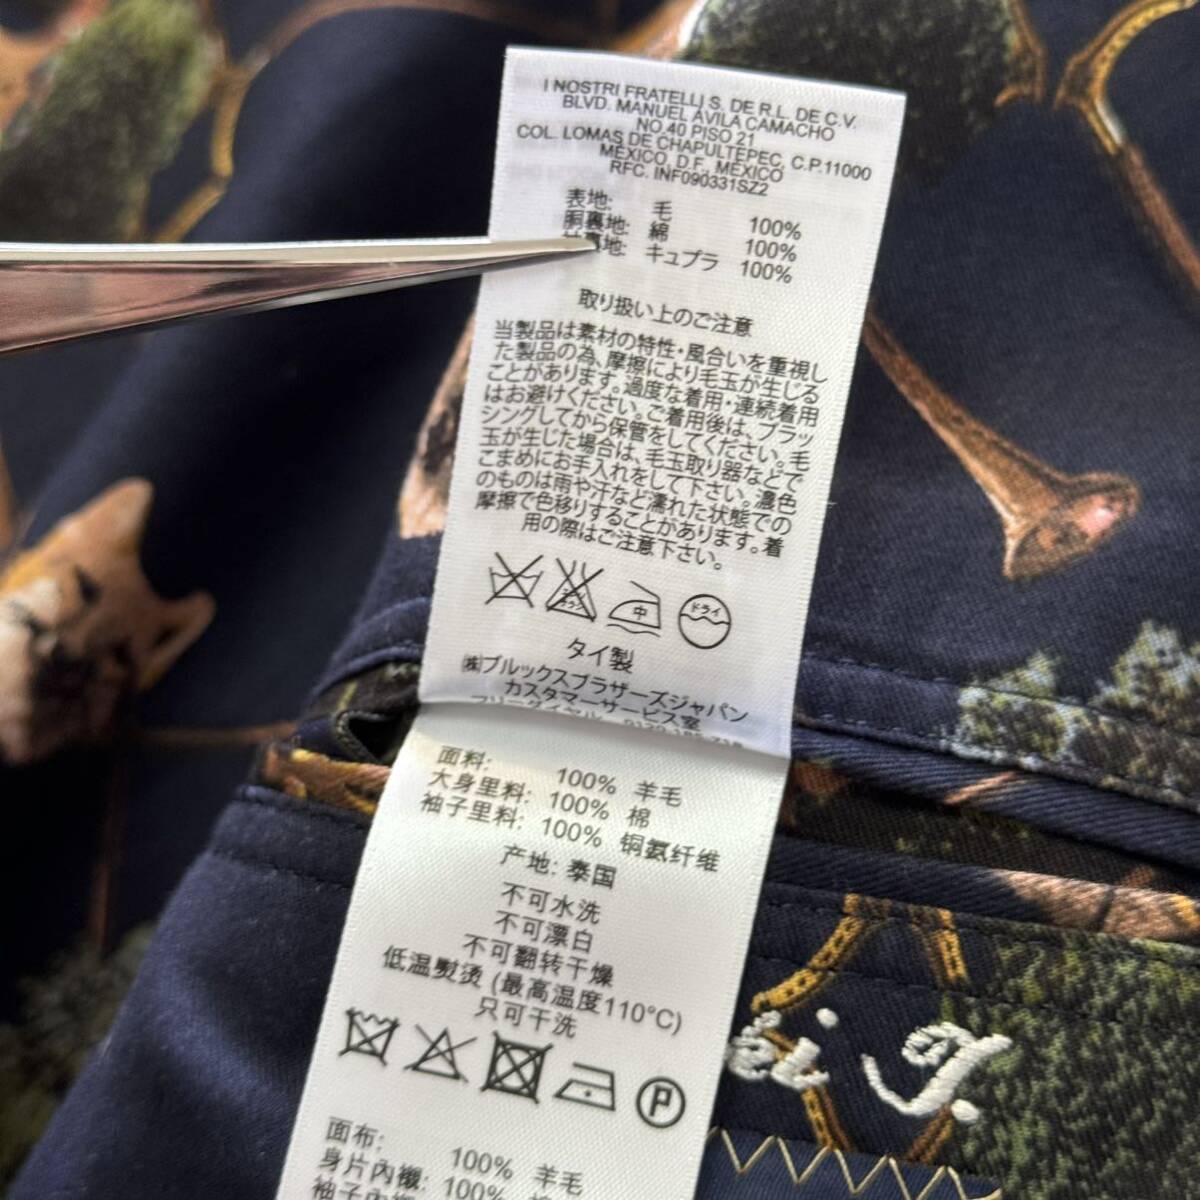 I NOSTRI FRATELLI S. DE R.L. DE C.V.
BLVD. MANUEL AVILA CAMACHO
NO.40 PISO 21
COL. LOMAS DE CHAPULTEPEC, C.P.11000
MEXICO, D.F. MEXICO
RFC. INF090331SZ2
表地: 毛 100%
胴裏地: 綿 100%
裏地: キュプラ 100%
取り扱い上のご注意
当製品は素材の特性・風合いを重視し
た製品の為、摩擦により毛玉が生じる
ことがあります。過度な着用・連続着用
はお避けください。ご着用後は、ブラッ
シングしてから保管をしてください。毛
玉が生じた場合は、毛玉取り器などで
こまめにお手入れをして下さい。濃色
のものは雨や汗など濡れた状態での
摩擦で色移りすることがあります。着
用の際はご注意下さい。
中 ドライ
タイ製
㈱ブルックスブラザーズジャパン
カスタマーサービス室
フリーダイヤル
面料: 100% 羊毛
大身里料: 100% 棉
袖子里料: 100% 铜氨纤维
产地: 泰国
不可水洗
不可漂白
不可翻转干燥
低温熨烫 (最高温度110°C)
只可干洗
P
面布: 100% 羊毛
身片內襯: 100%
袖子內襯:
ei J.